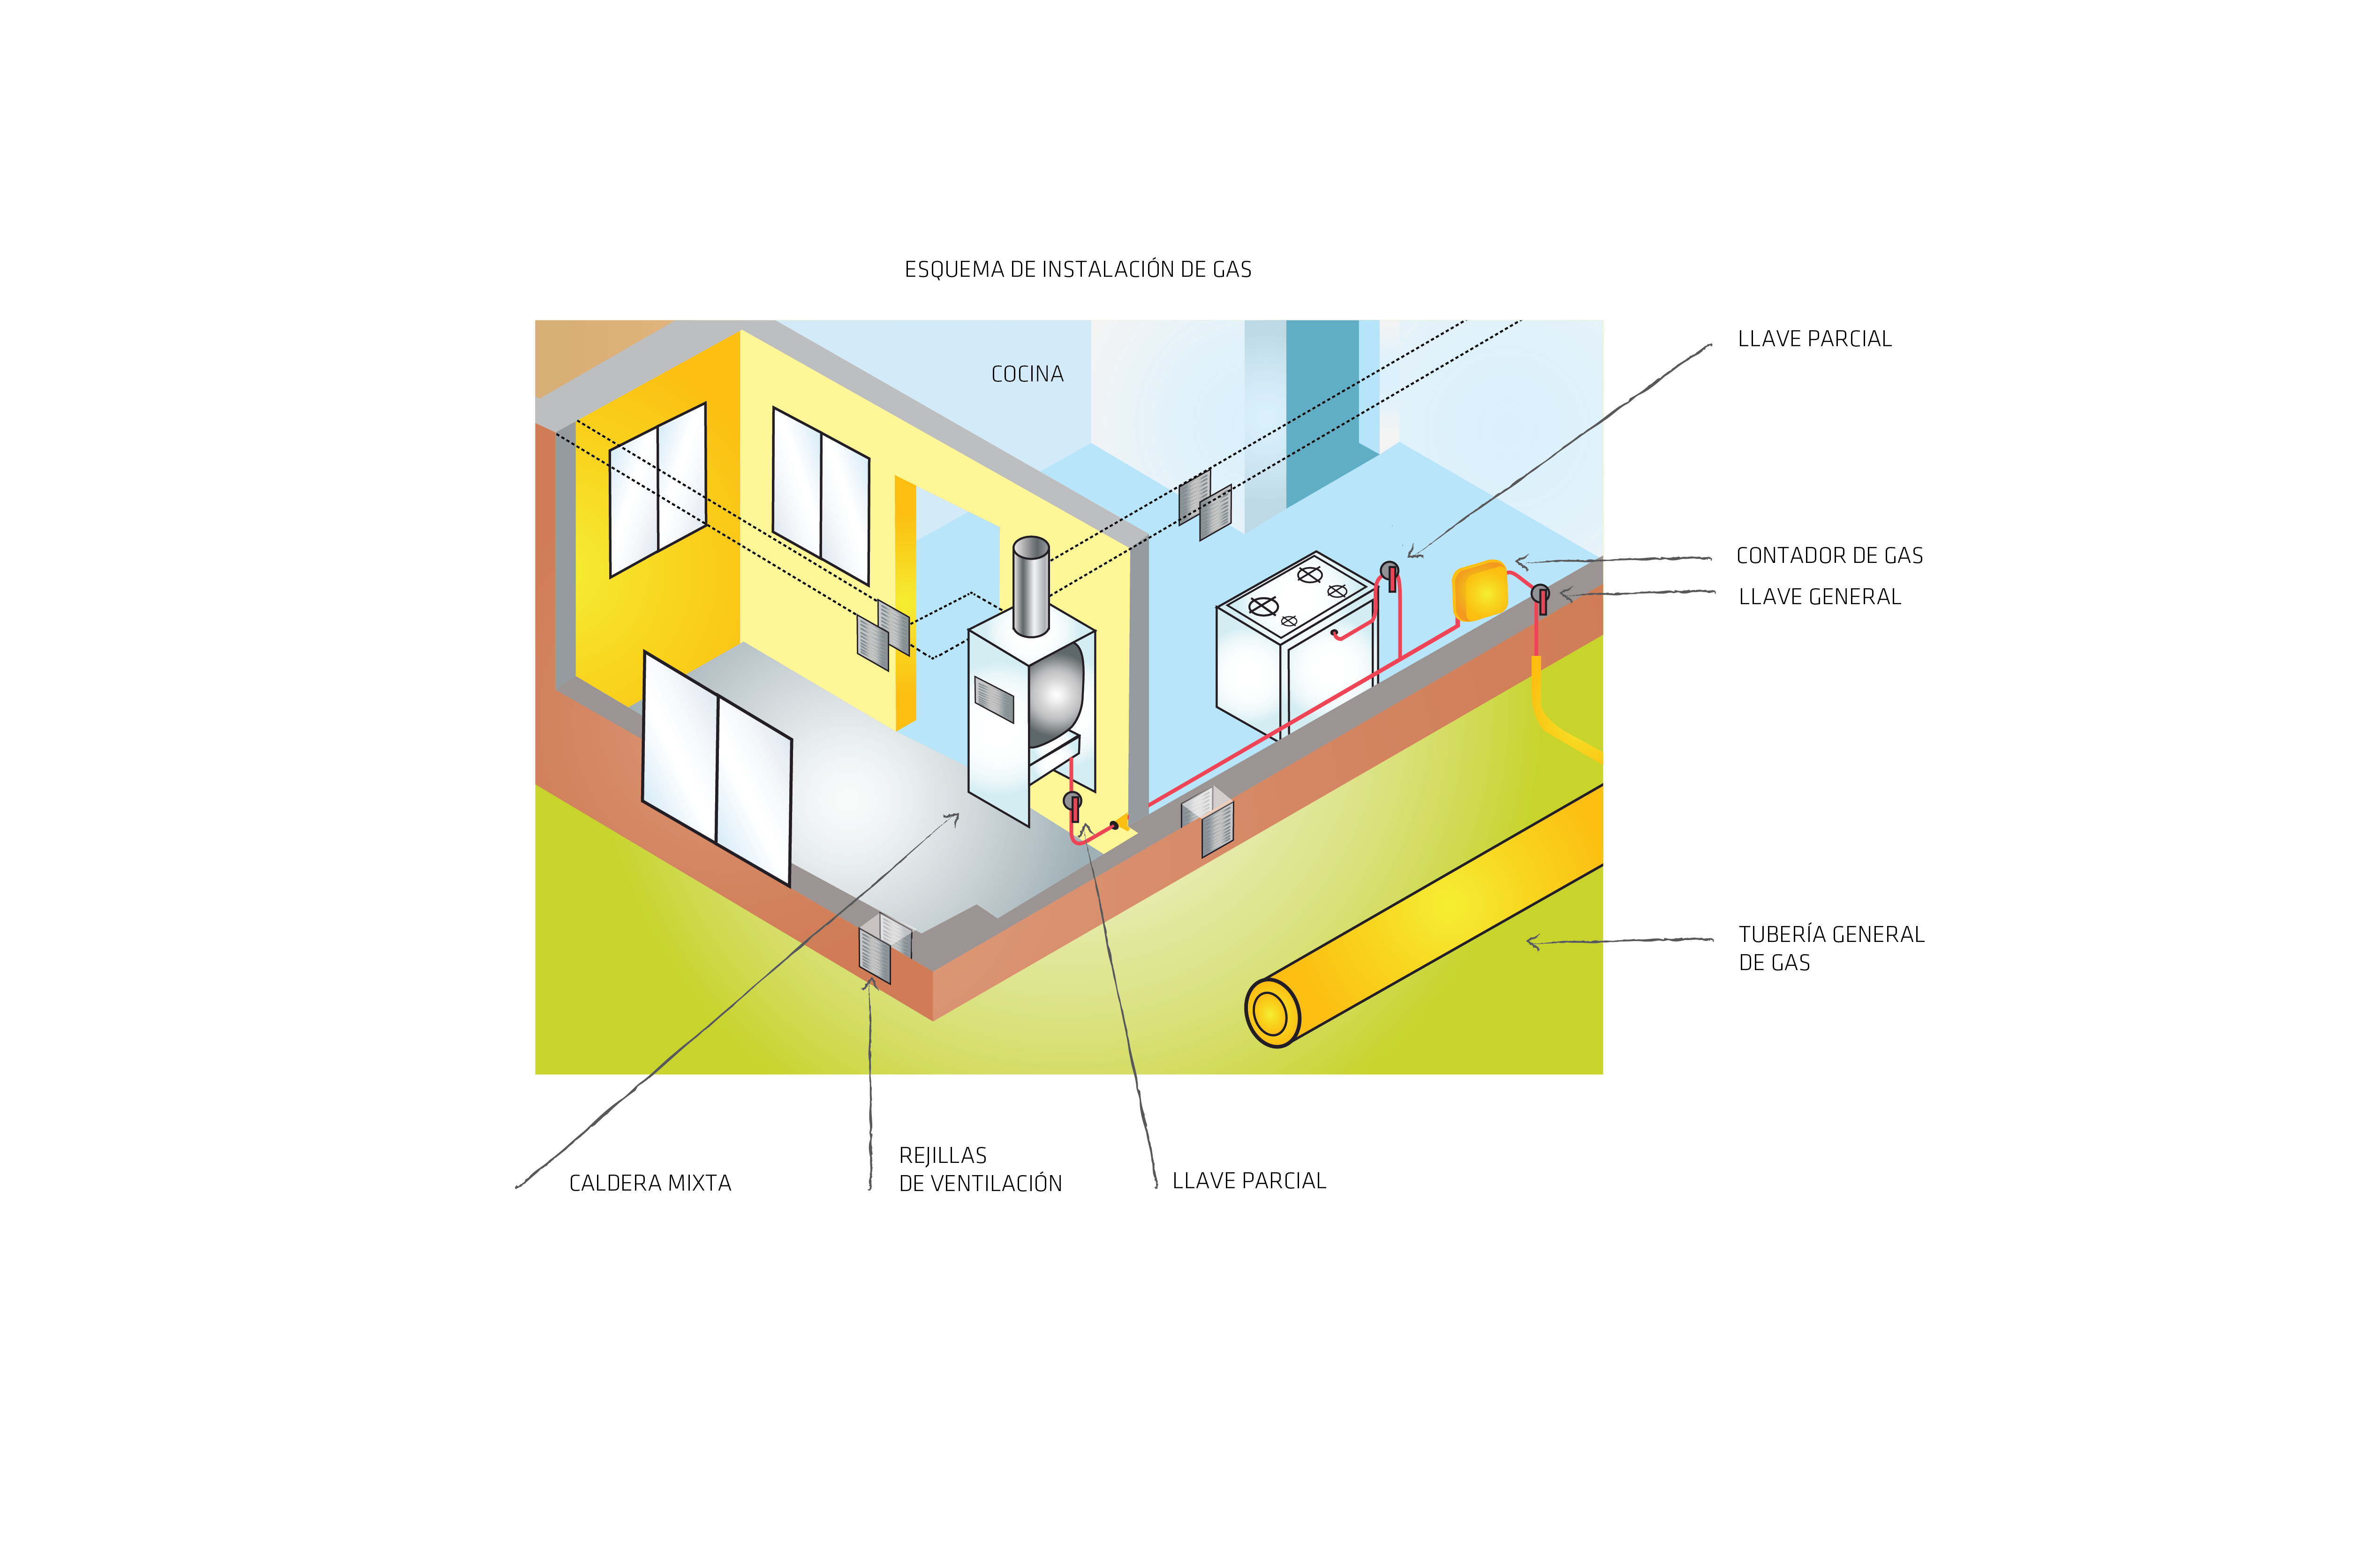 ESQUEMA DE INSTALACIÓN DE GAS
LLAVE PARCIAL
COCINA
CONTADOR DE GAS
LLAVE GENERAL
TUBERÍA GENERAL
DE GAS
CALDERA MIXTA
REJILLAS
DE VENTILACIÓN
LLAVE PARCIAL